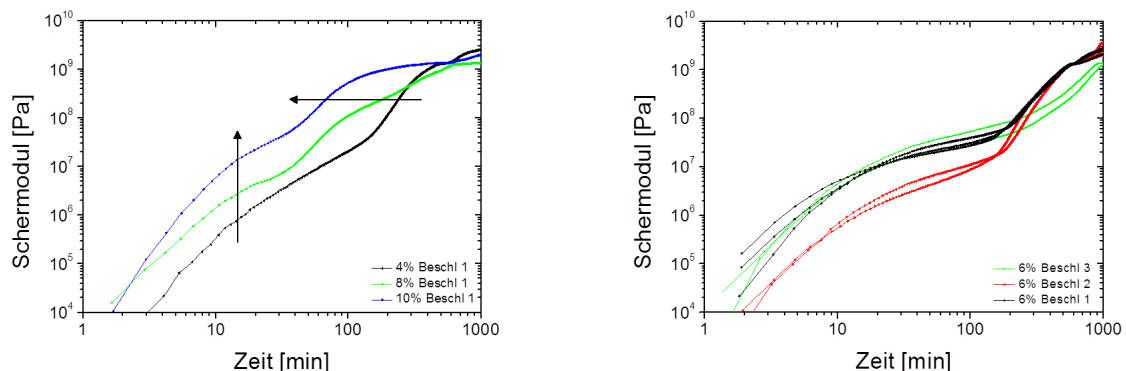 Schermodul [Pa]
10^10
10^9
10^8
10^7
10^6
10^5
10^4
4% Beschl 1
8% Beschl 1
10% Beschl 1
1
10
100
1000
Zeit [min]
Schermodul [Pa]
10^10
10^9
10^8
10^7
10^6
10^5
10^4
6% Beschl 3
6% Beschl 2
6% Beschl 1
1
10
100
1000
Zeit [min]